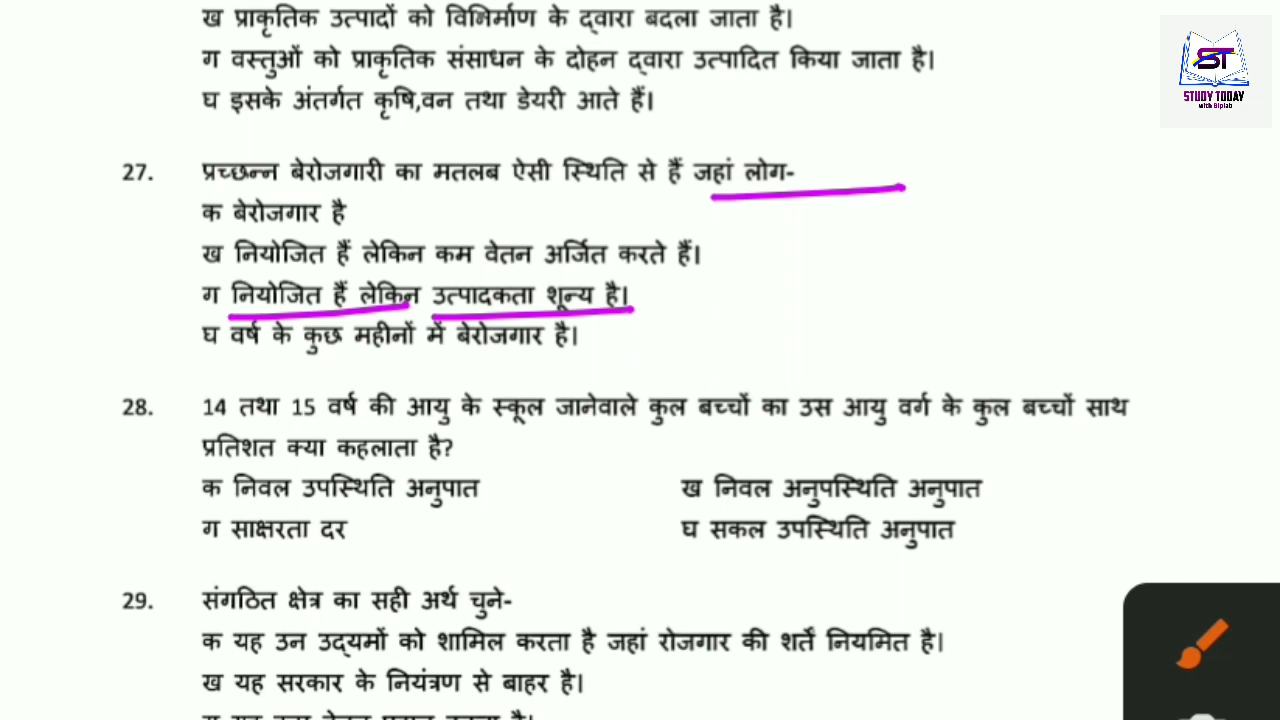 ख प्राकृतिक उत्पादों को विनिर्माण के द्वारा बदला जाता है।
ग वस्तुओं को प्राकृतिक संसाधन के दोहन द्वारा उत्पादित किया जाता है।
घ इसके अंतर्गत कृषि,वन तथा डेयरी आते हैं।
ST
STUDY TODAY
with Biplab
27. प्रच्छन्न बेरोजगारी का मतलब ऐसी स्थिति से हैं जहां लोग-
क बेरोजगार है
ख नियोजित हैं लेकिन कम वेतन अर्जित करते हैं।
ग नियोजित हैं लेकिन उत्पादकता शून्य है।
घ वर्ष के कुछ महीनों में बेरोजगार है।
28. 14 तथा 15 वर्ष की आयु के स्कूल जानेवाले कुल बच्चों का उस आयु वर्ग के कुल बच्चों साथ
प्रतिशत क्या कहलाता है?
क निवल उपस्थिति अनुपात ख निवल अनुपस्थिति अनुपात
ग साक्षरता दर घ सकल उपस्थिति अनुपात
29. संगठित क्षेत्र का सही अर्थ चुने-
क यह उन उद्यमों को शामिल करता है जहां रोजगार की शर्तें नियमित है।
ख यह सरकार के नियंत्रण से बाहर है।